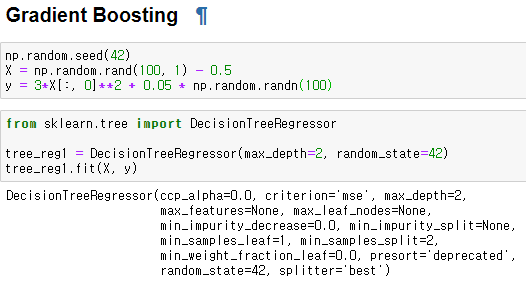 Gradient Boosting ¶
np.random.seed(42)
X = np.random.rand(100, 1) - 0.5
y = 3*X[:, 0]**2 + 0.05 * np.random.randn(100)
from sklearn.tree import DecisionTreeRegressor
tree_reg1 = DecisionTreeRegressor(max_depth=2, random_state=42)
tree_reg1.fit(X, y)
DecisionTreeRegressor(ccp_alpha=0.0, criterion='mse', max_depth=2,
max_features=None, max_leaf_nodes=None,
min_impurity_decrease=0.0, min_impurity_split=None,
min_samples_leaf=1, min_samples_split=2,
min_weight_fraction_leaf=0.0, presort='deprecated',
random_state=42, splitter='best')